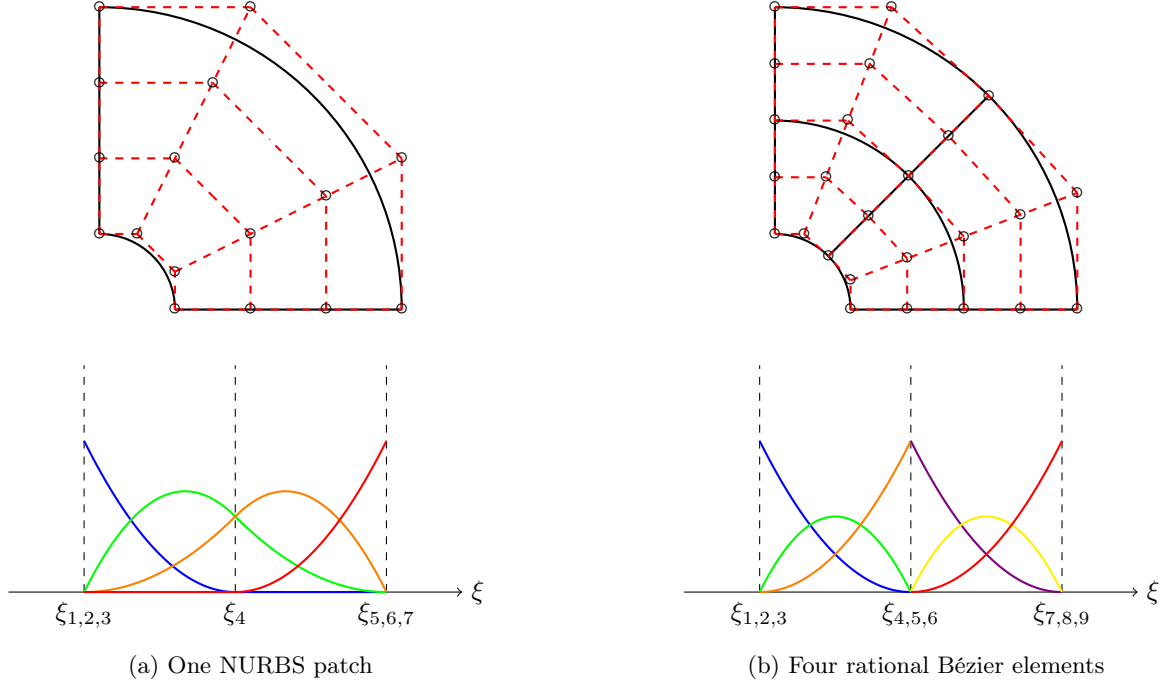 ξ
ξ1,2,3 ξ4 ξ5,6,7
(a) One NURBS patch
ξ
ξ1,2,3 ξ4,5,6 ξ7,8,9
(b) Four rational Bézier elements